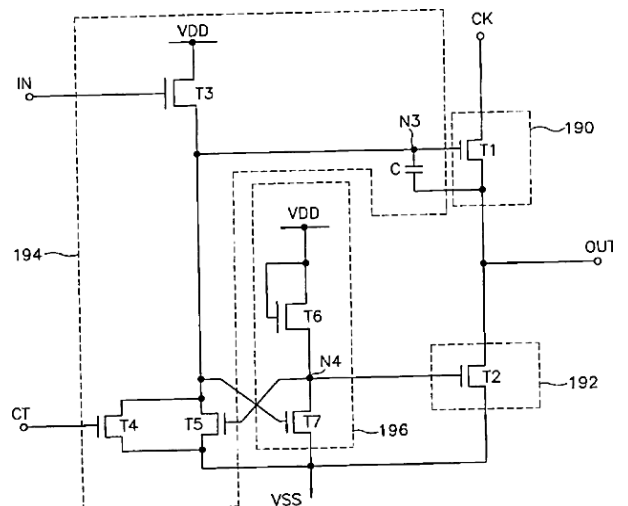 CK
VDD
IN
T3
N3
190
T1
C
VDD
194
OUT
T6
N4
T2
192
CT
T4
T5
T7
196
VSS